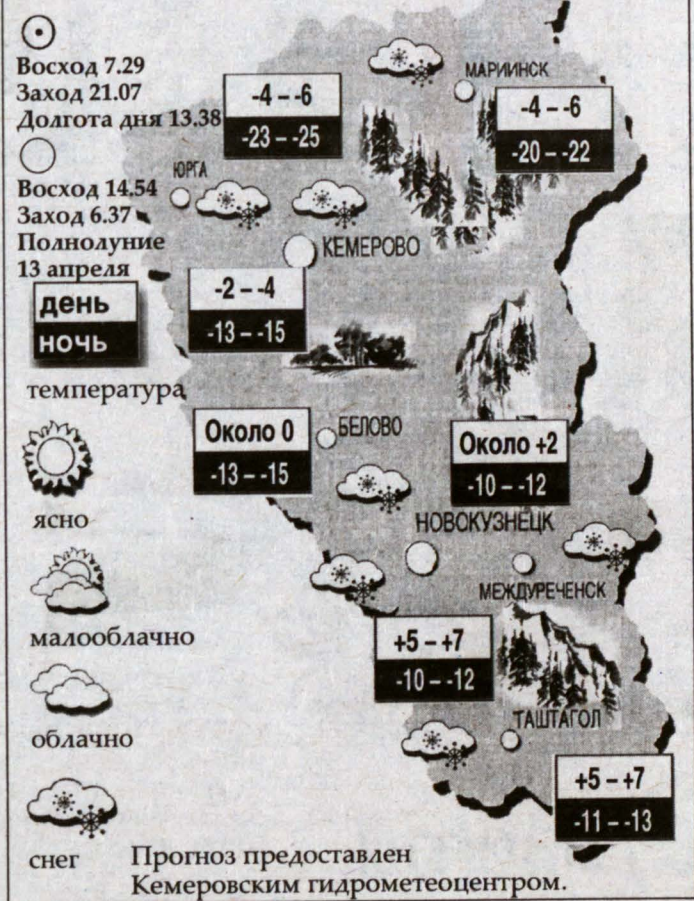 Восход 7.29
Заход 21.07
Долгота дня 13.38
Восход 14.54
Заход 6.37
Полнолуние
13 апреля
день
ночь
температура
ясно
малооблачно
облачно
снег
МАРИИНСК
-4 – -6
-23 – -25
-4 – -6
-20 – -22
ЮРГА
КЕМЕРОВО
-2 – -4
-13 – -15
Около 0
-13 – -15
БЕЛОВО
Около +2
-10 – -12
НОВОКУЗНЕЦК
МЕЖДУРЕЧЕНСК
+5 – +7
-10 – -12
ТАШТАГОЛ
+5 – +7
-11 – -13
Прогноз предоставлен
Кемеровским гидрометеоцентром.